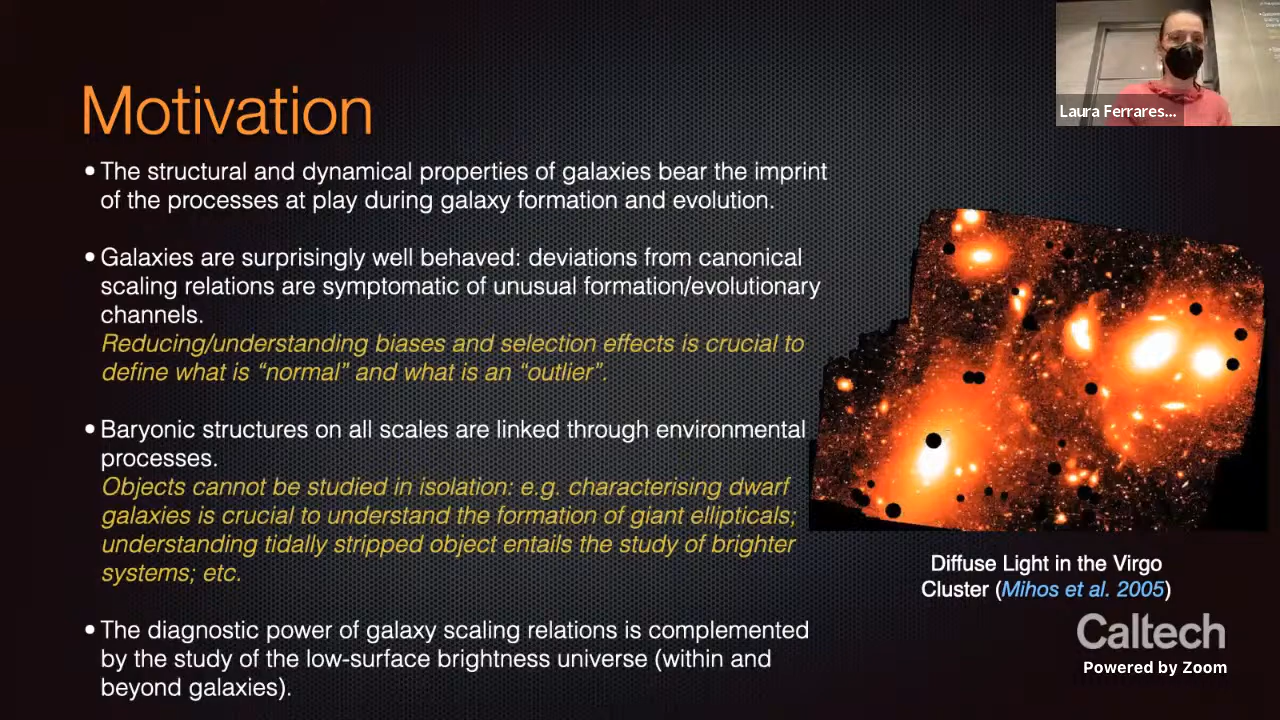 Motivation
• The structural and dynamical properties of galaxies bear the imprint
of the processes at play during galaxy formation and evolution.
• Galaxies are surprisingly well behaved: deviations from canonical
scaling relations are symptomatic of unusual formation/evolutionary
channels.
Reducing/understanding biases and selection effects is crucial to
define what is “normal” and what is an “outlier”.
• Baryonic structures on all scales are linked through environmental
processes.
Objects cannot be studied in isolation: e.g. characterising dwarf
galaxies is crucial to understand the formation of giant ellipticals;
understanding tidally stripped object entails the study of brighter
systems; etc.
• The diagnostic power of galaxy scaling relations is complemented
by the study of the low-surface brightness universe (within and
beyond galaxies).
Laura Ferrares...
Diffuse Light in the Virgo
Cluster (Mihos et al. 2005)
Caltech
Powered by Zoom